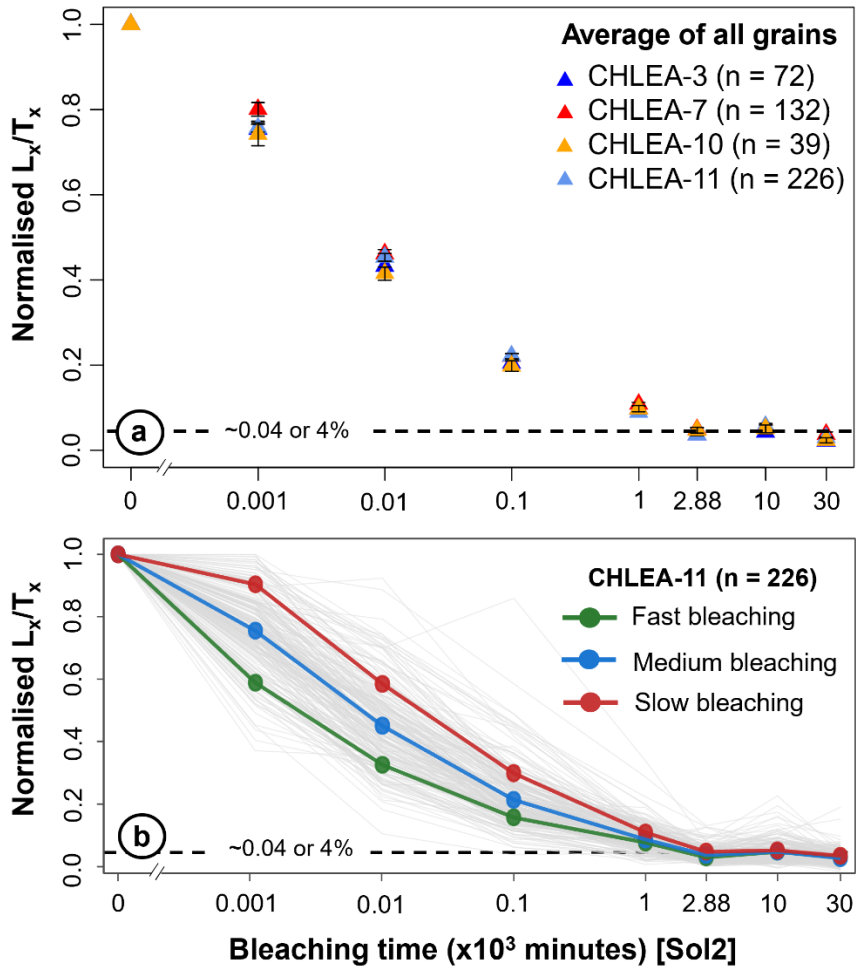 Normalised Lx/Tx
1.0
0.8
0.6
0.4
0.2
0.0
Average of all grains
CHLEA-3 (n = 72)
CHLEA-7 (n = 132)
CHLEA-10 (n = 39)
CHLEA-11 (n = 226)
a
~0.04 or 4%
0 0.001 0.01 0.1 1 2.88 10 30
Normalised Lx/Tx
1.0
0.8
0.6
0.4
0.2
0.0
CHLEA-11 (n = 226)
Fast bleaching
Medium bleaching
Slow bleaching
b
~0.04 or 4%
0 0.001 0.01 0.1 1 2.88 10 30
Bleaching time (x10³ minutes) [Sol2]